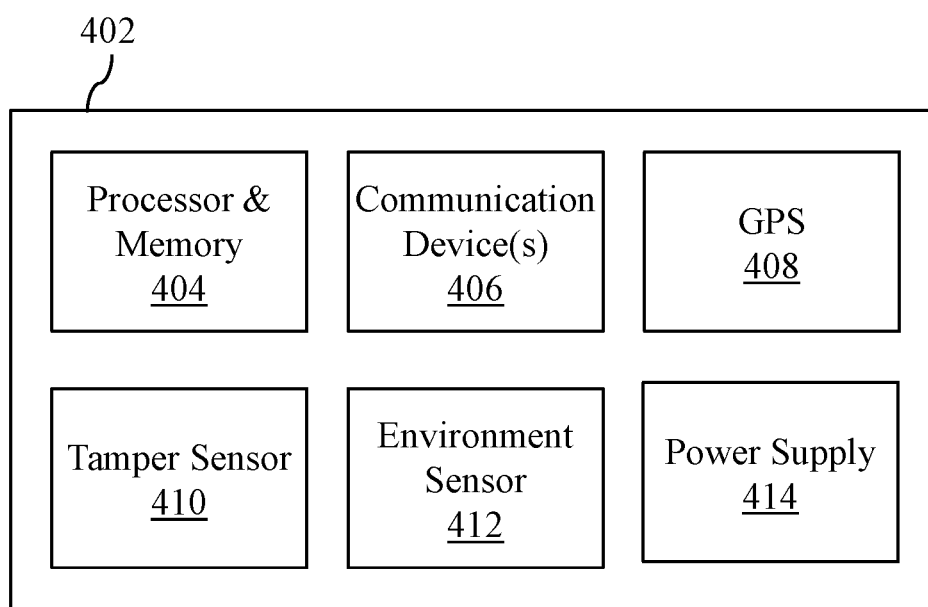 402
Processor &
Memory
404
Communication
Device(s)
406
GPS
408
Tamper Sensor
410
Environment
Sensor
412
Power Supply
414